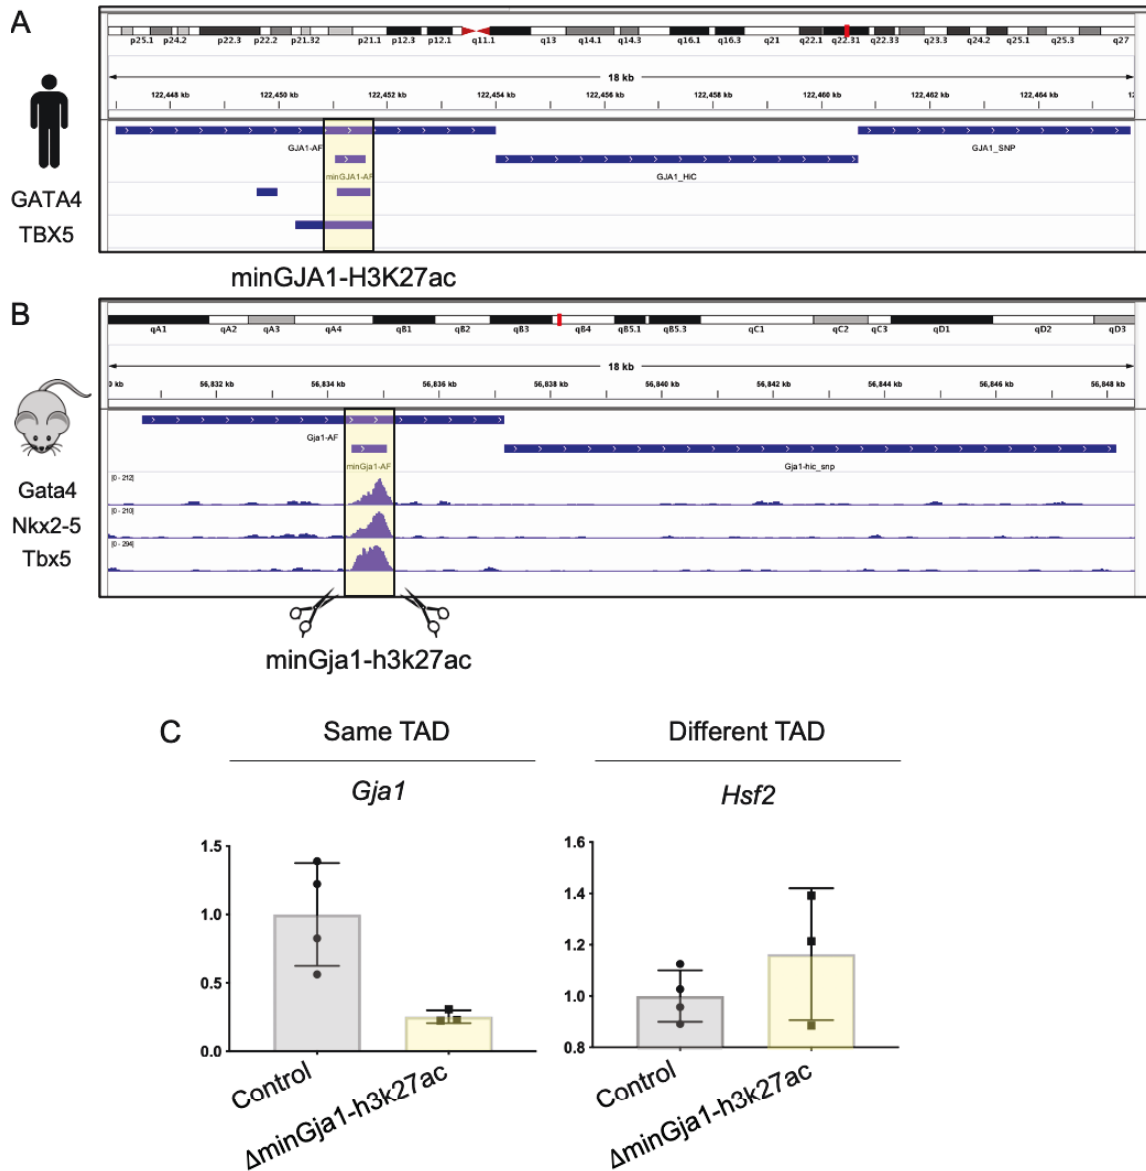 A
p25.1 p24.2 p22.3 p22.2 p21.32 p21.1 p12.3 p12.1 q11.1 q13 q14.1 q14.3 q16.1 q16.3 q21 q22.1 q22.31 q22.33 q23.3 q24.2 q25.1 q25.3 q27
18 kb
122,448 kb 122,450 kb 122,452 kb 122,454 kb 122,456 kb 122,458 kb 122,460 kb 122,462 kb 122,464 kb 12
GJA1-AF GJA1_SNP
minGJA1-AF GJA1_HiC
GATA4
TBX5
minGJA1-H3K27ac
B
qA1 qA2 qA3 qA4 qB1 qB2 qB3 qB4 qB5.1 qB5.3 qC1 qC2 qC3 qD1 qD2 qD3
18 kb
0 kb 56,832 kb 56,834 kb 56,836 kb 56,838 kb 56,840 kb 56,842 kb 56,844 kb 56,846 kb 56,848 kb
Gja1-AF
minGja1-AF Gja1-hic_snp
Gata4 [0 - 212]
Nkx2-5 [0 - 210]
Tbx5 [0 - 294]
minGja1-h3k27ac
C Same TAD Different TAD
Gja1 Hsf2
1.5
1.0
0.5
0.0
Control ΔminGja1-h3k27ac
1.6
1.4
1.2
1.0
0.8
Control ΔminGja1-h3k27ac